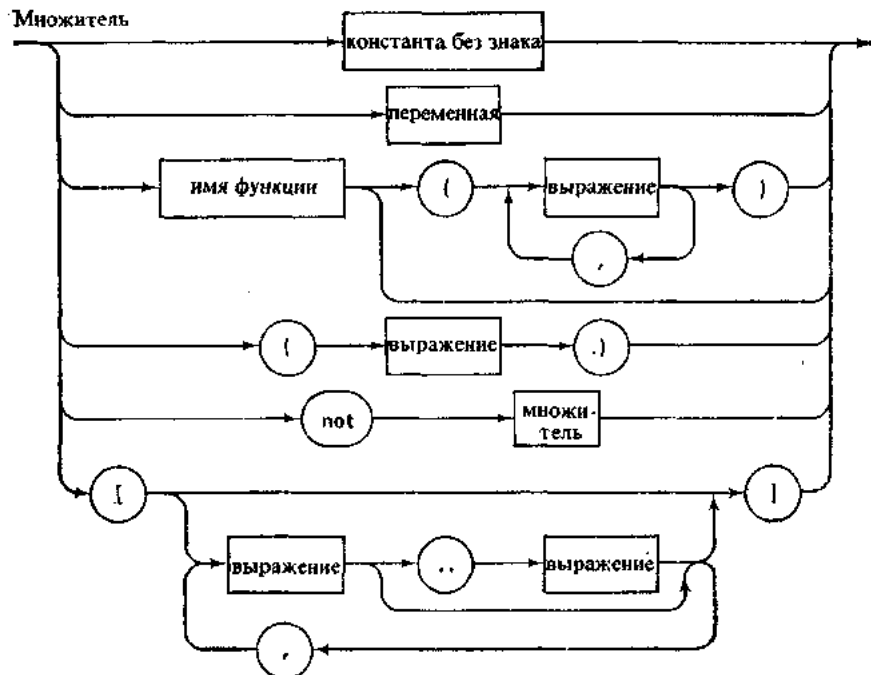 Множитель
константа без знака
переменная
имя функции ( выражение )
,
( выражение .)
not множи-
тель
[ ]
выражение .. выражение
,